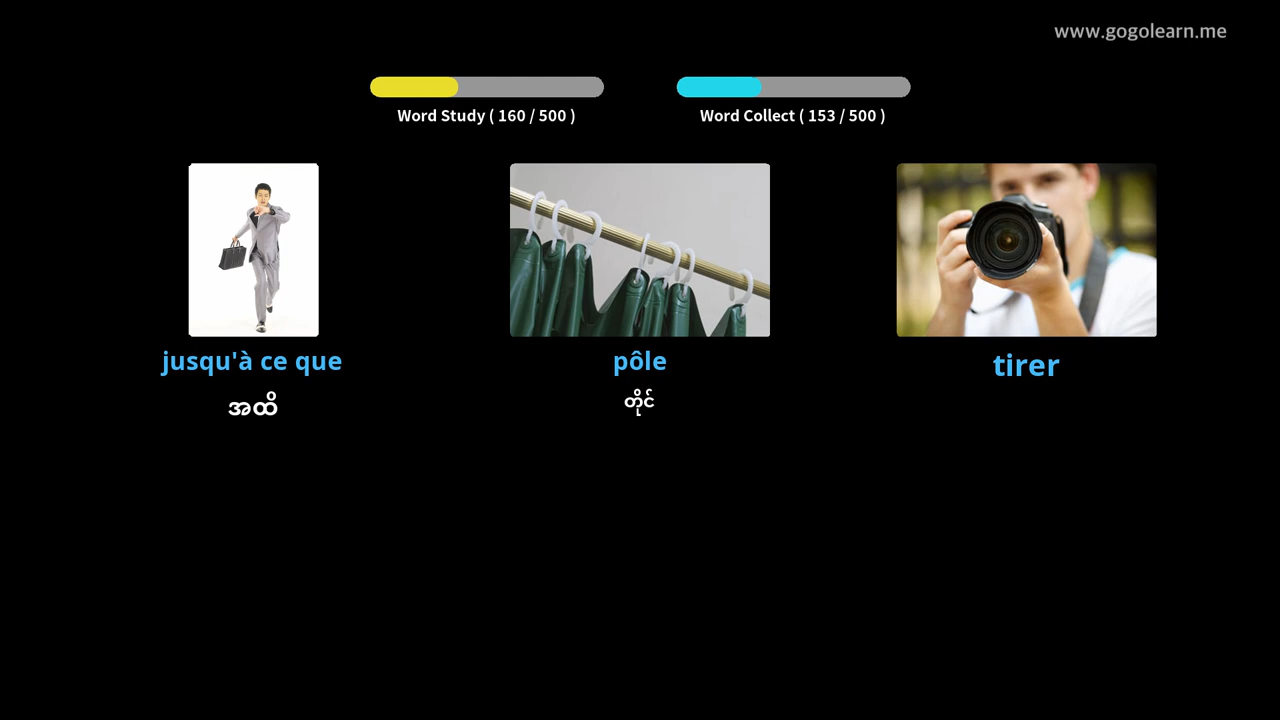 www.gogolearn.me
Word Study ( 160 / 500 )
Word Collect ( 153 / 500 )
jusqu'à ce que
pôle
tirer
အထိ
တိုင်